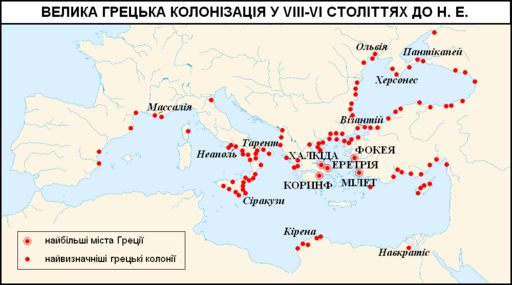 ВЕЛИКА ГРЕЦЬКА КОЛОНІЗАЦІЯ У VIII-VI СТОЛІТТЯХ ДО Н. Е.
Ольвія
Пантікапей
Херсонес
Массалія
Візантій
Тарент
Неаполь
ХАЛКІДА
ФОКЕЯ
ЕРЕТРІЯ
КОРИНФ
МІЛЕТ
Сіракузи
Кірена
Навкратіс
найбільші міста Греції
найвизначніші грецькі колонії